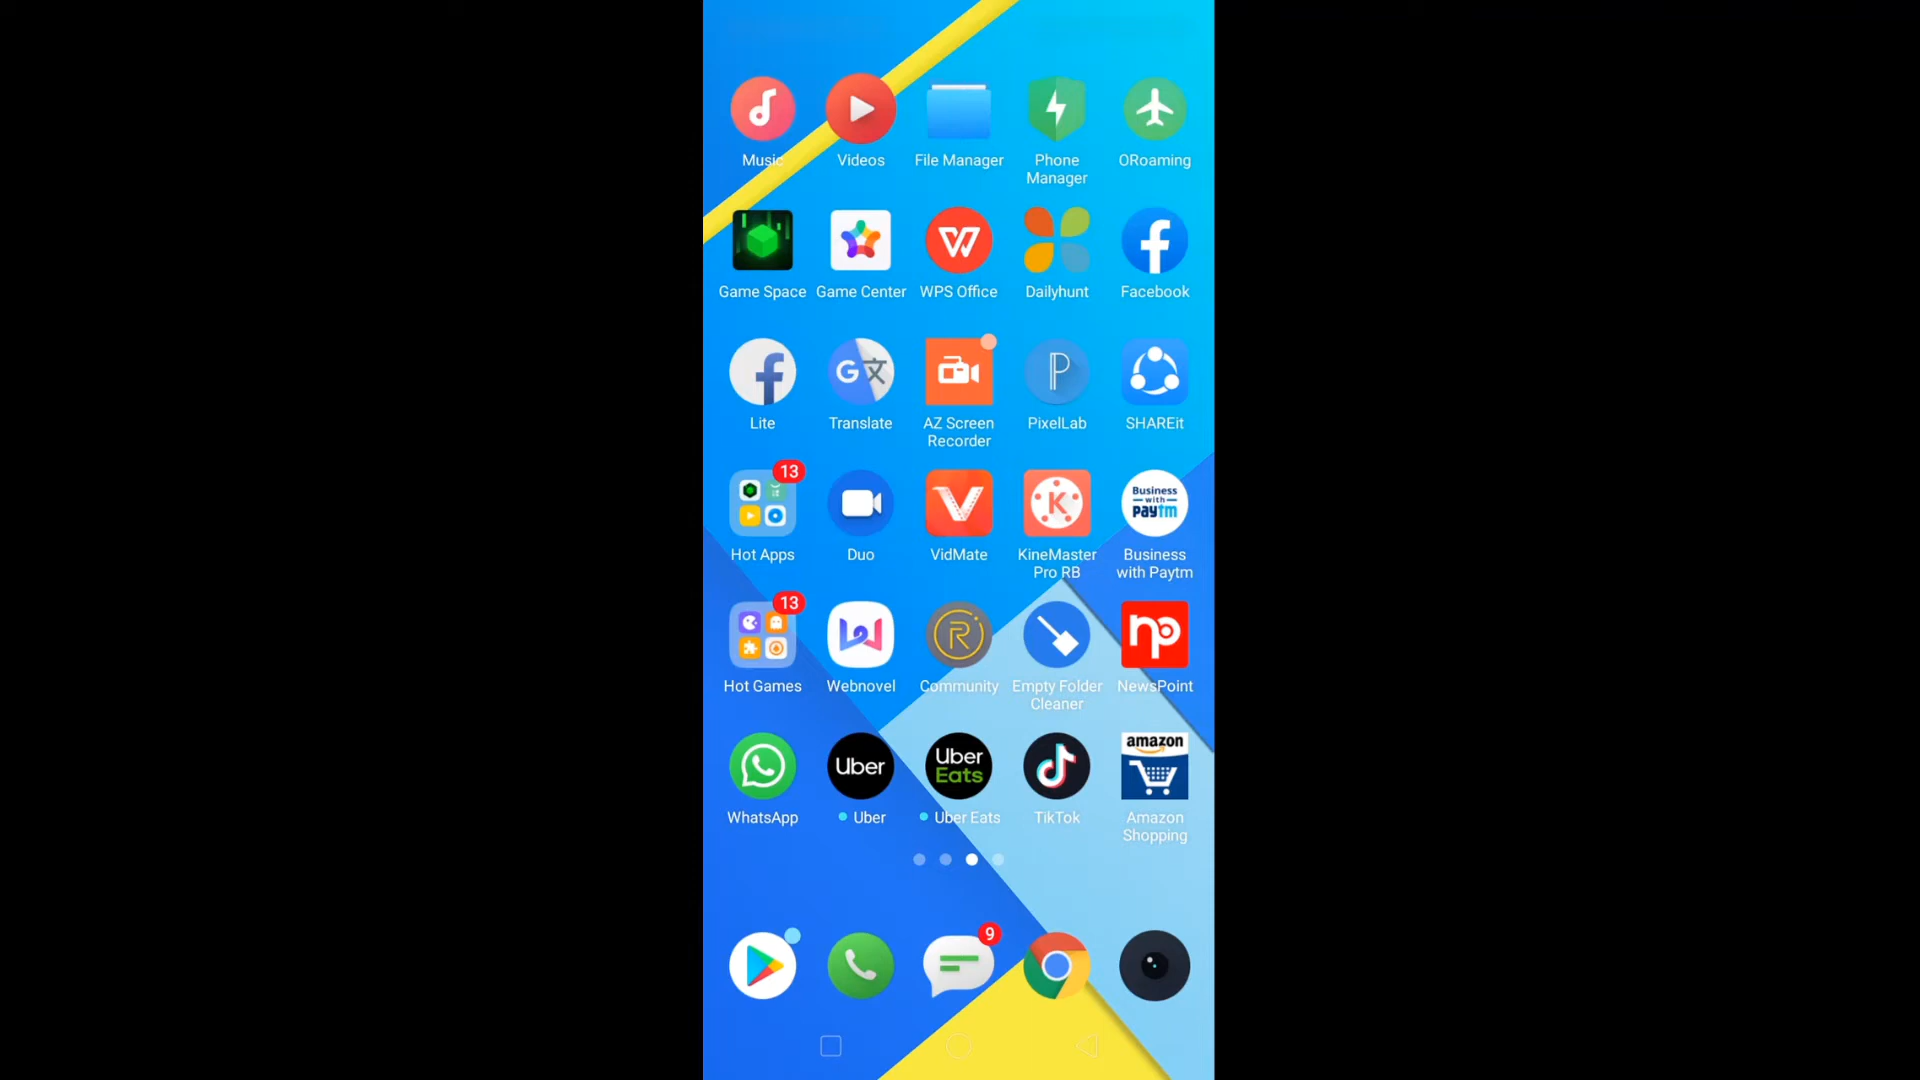 Music
Videos
File Manager
Phone
Manager
ORoaming
Game Space
Game Center
WPS Office
Dailyhunt
Facebook
Lite
G文
Translate
AZ Screen
Recorder
P
PixelLab
SHAREit
13
Hot Apps
Duo
VidMate
K
KineMaster
Pro RB
Business
with
paytm
Business
with Paytm
13
Hot Games
Webnovel
R
Community
Empty Folder
Cleaner
np
NewsPoint
WhatsApp
Uber
Uber
Uber
Eats
Uber Eats
TikTok
amazon
Amazon
Shopping
9